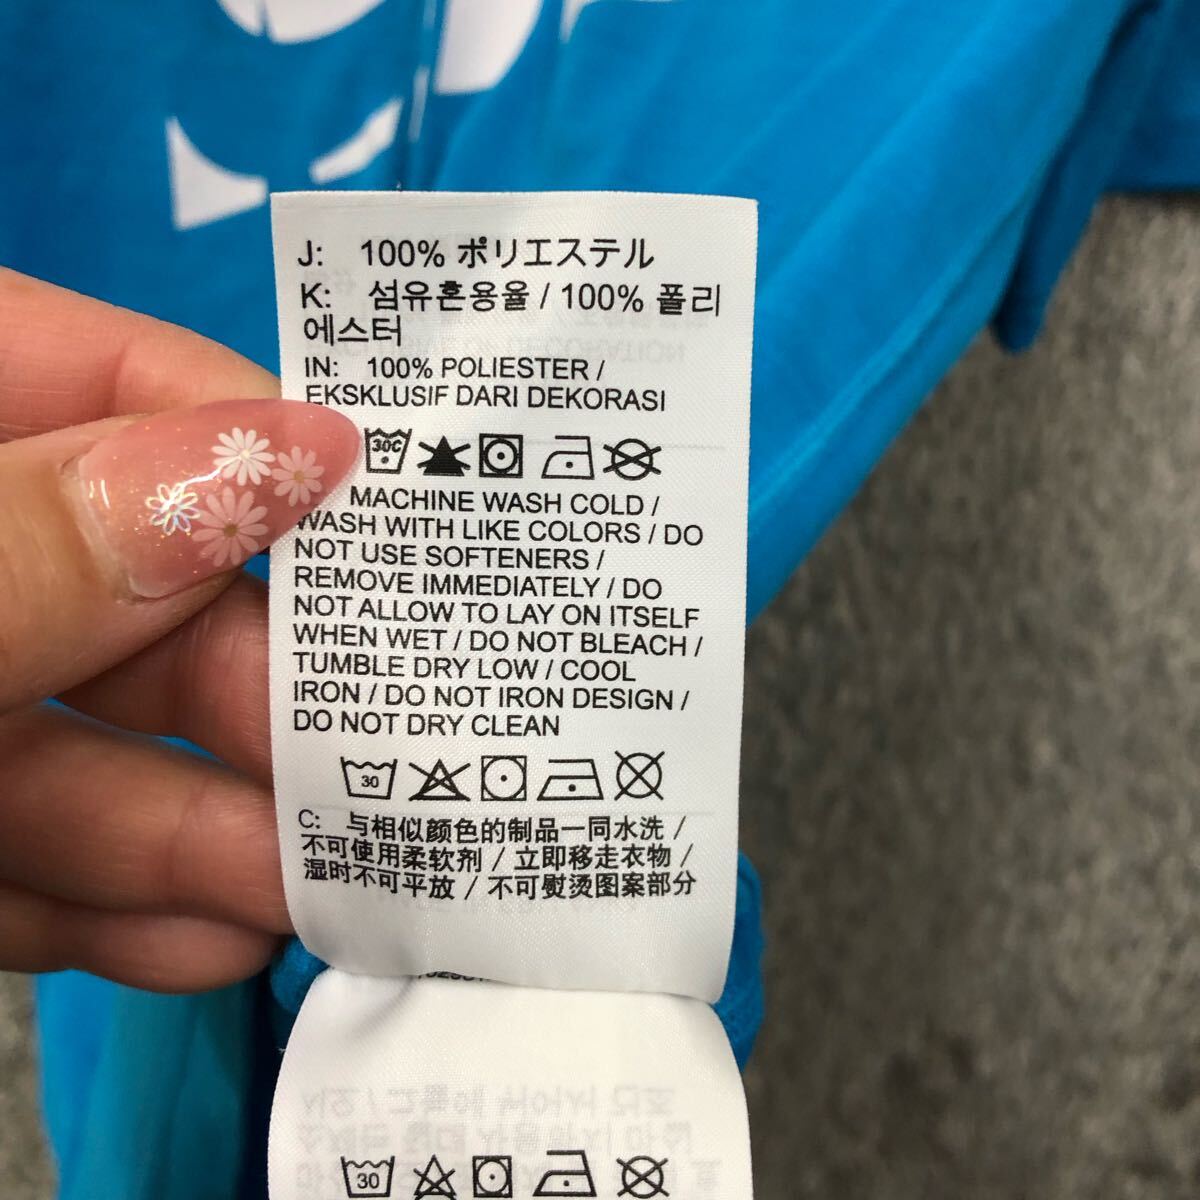 J: 100% ポリエステル
K: 섬유혼용율 / 100% 폴리
에스터
IN: 100% POLIESTER /
EKSKLUSIF DARI DEKORASI
30C
MACHINE WASH COLD /
WASH WITH LIKE COLORS / DO
NOT USE SOFTENERS /
REMOVE IMMEDIATELY / DO
NOT ALLOW TO LAY ON ITSELF
WHEN WET / DO NOT BLEACH /
TUMBLE DRY LOW / COOL
IRON / DO NOT IRON DESIGN /
DO NOT DRY CLEAN
30
C: 与相似颜色的制品一同水洗 /
不可使用柔软剂 / 立即移走衣物 /
湿时不可平放 / 不可熨烫图案部分
30